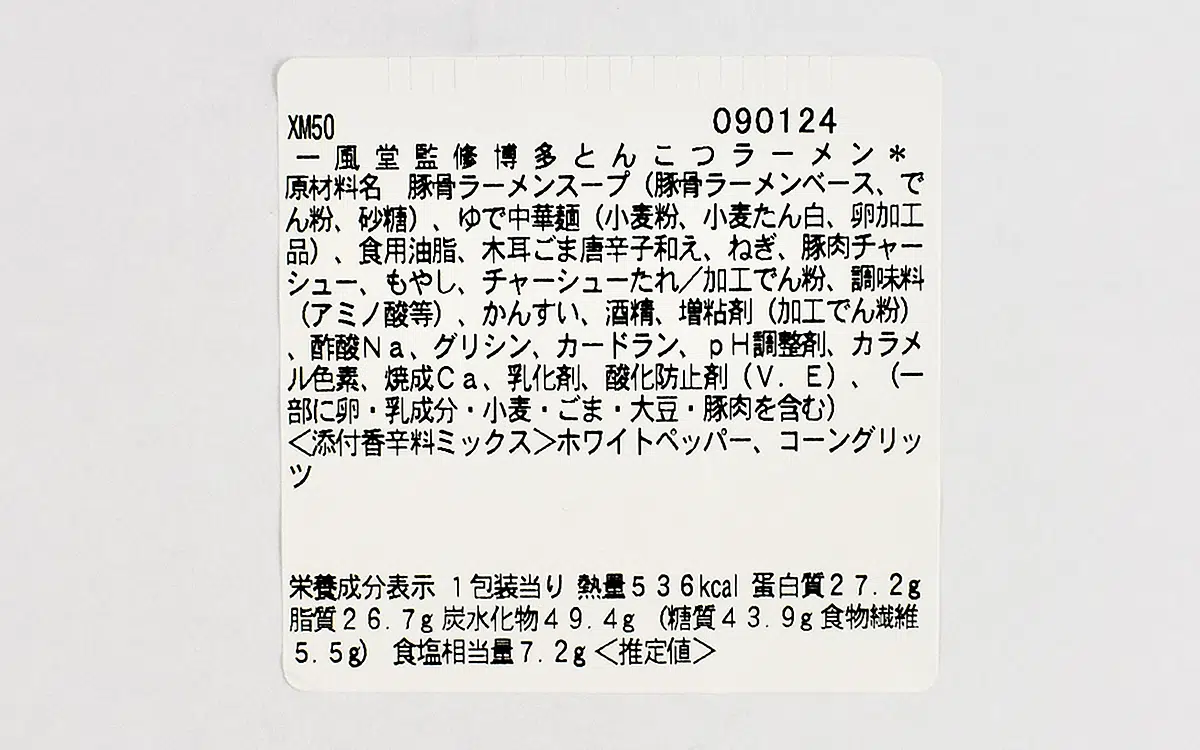 XM50 090124
一風堂監修博多とんこつラーメン＊
原材料名　豚骨ラーメンスープ（豚骨ラーメンベース、で
ん粉、砂糖）、ゆで中華麺（小麦粉、小麦たん白、卵加工
品）、食用油脂、木耳ごま唐辛子和え、ねぎ、豚肉チャー
シュー、もやし、チャーシューたれ／加工でん粉、調味料
（アミノ酸等）、かんすい、酒精、増粘剤（加工でん粉）
、酢酸Ｎａ、グリシン、カードラン、ｐＨ調整剤、カラメ
ル色素、焼成Ｃａ、乳化剤、酸化防止剤（Ｖ．Ｅ）、（一
部に卵・乳成分・小麦・ごま・大豆・豚肉を含む）
＜添付香辛料ミックス＞ホワイトペッパー、コーングリッ
ツ
栄養成分表示 １包装当り 熱量５３６kcal 蛋白質２７.２g
脂質２６.７g 炭水化物４９.４g （糖質４３.９g 食物繊維
５.５g） 食塩相当量７.２g ＜推定値＞